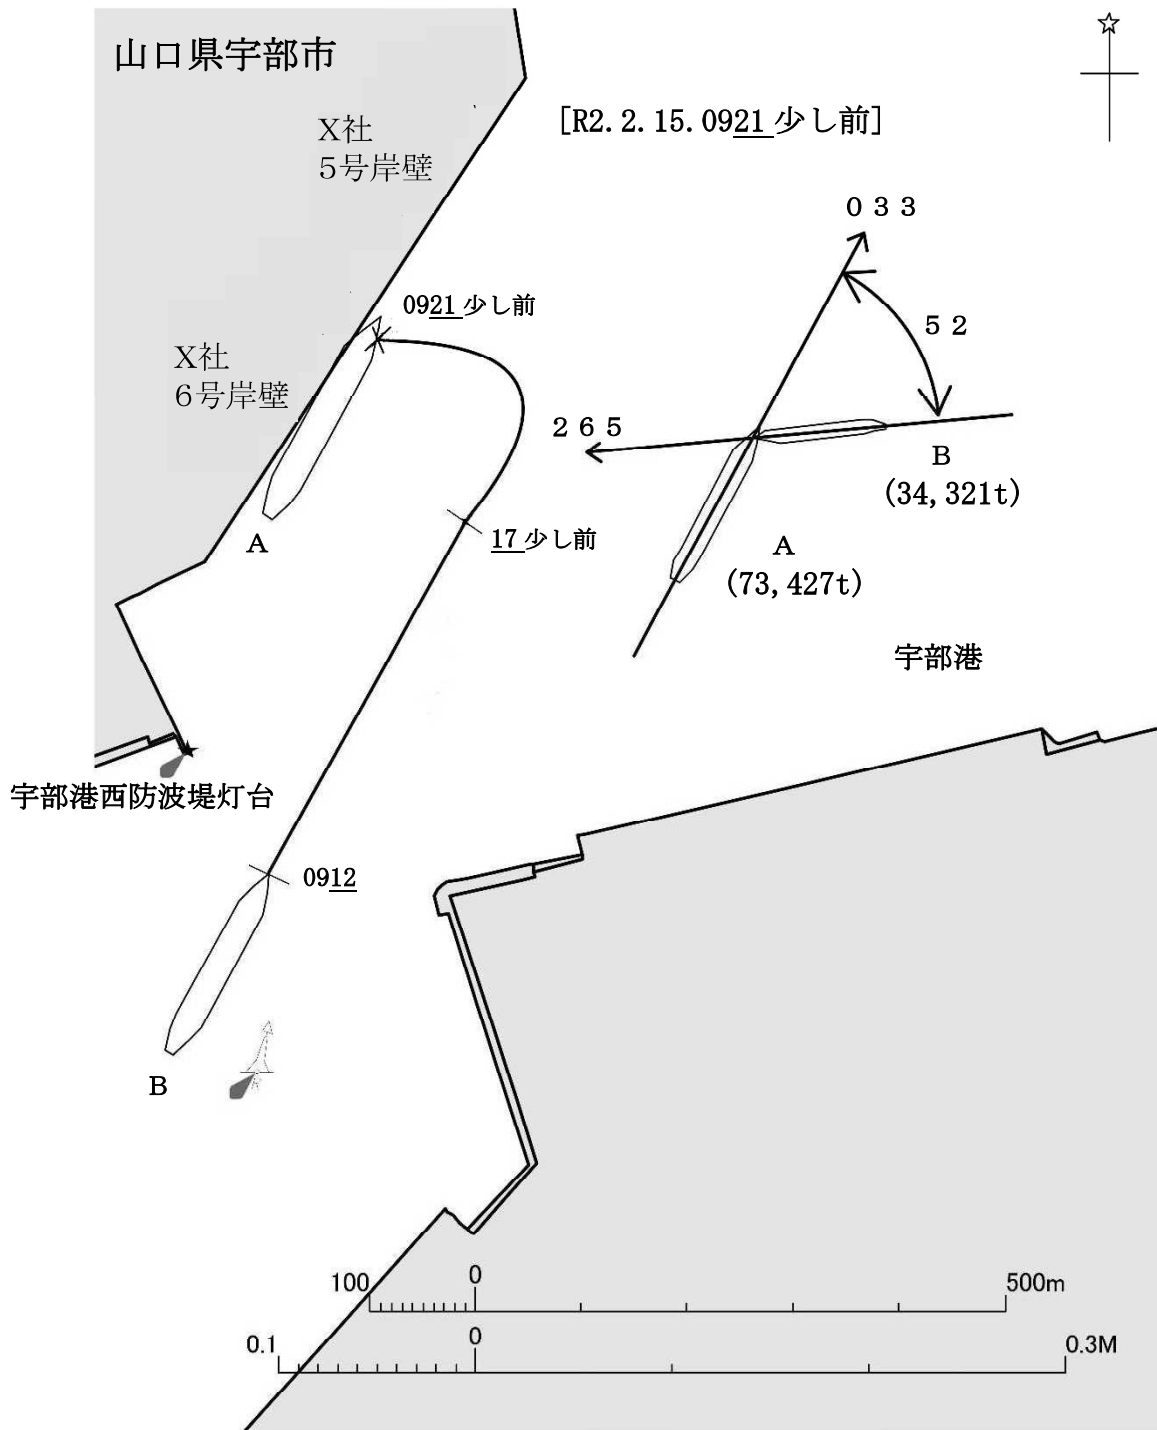 山口県宇部市
[R2.2.15.0921少し前]
X社
5号岸壁
033
0921少し前
52
X社
6号岸壁
265
B
(34,321t)
A
17少し前
A
(73,427t)
宇部港
宇部港西防波堤灯台
0912
B
R
100
0
500m
0.1
0
0.3M